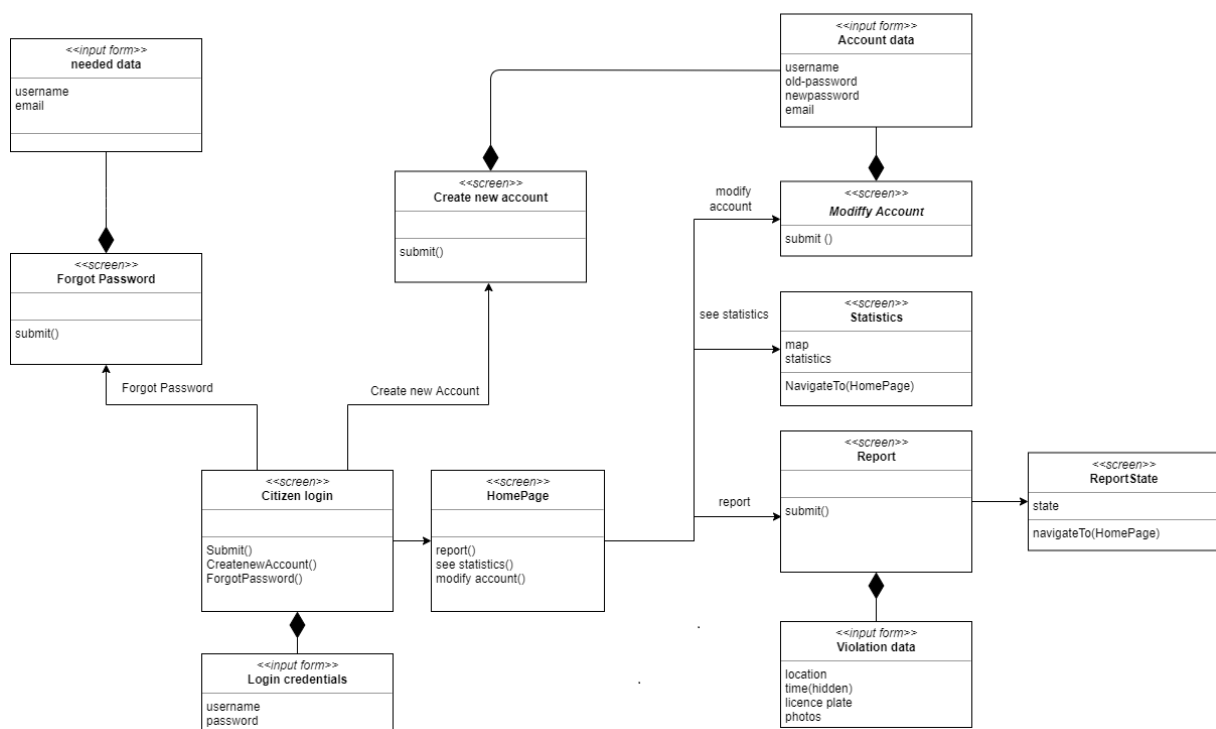 <<input form>>
needed data
username
email
<<input form>>
Account data
username
old-password
newpassword
email
<<screen>>
Create new account
submit()
modify
account
<<screen>>
Modiffy Account
submit ()
<<screen>>
Forgot Password
submit()
see statistics
<<screen>>
Statistics
map
statistics
NavigateTo(HomePage)
Forgot Password
Create new Account
<<screen>>
Citizen login
Submit()
CreatenewAccount()
ForgotPassword()
<<screen>>
HomePage
report()
see statistics()
modify account()
report
<<screen>>
Report
submit()
<<screen>>
ReportState
state
navigateTo(HomePage)
<<input form>>
Login credentials
username
password
<<input form>>
Violation data
location
time(hidden)
licence plate
photos